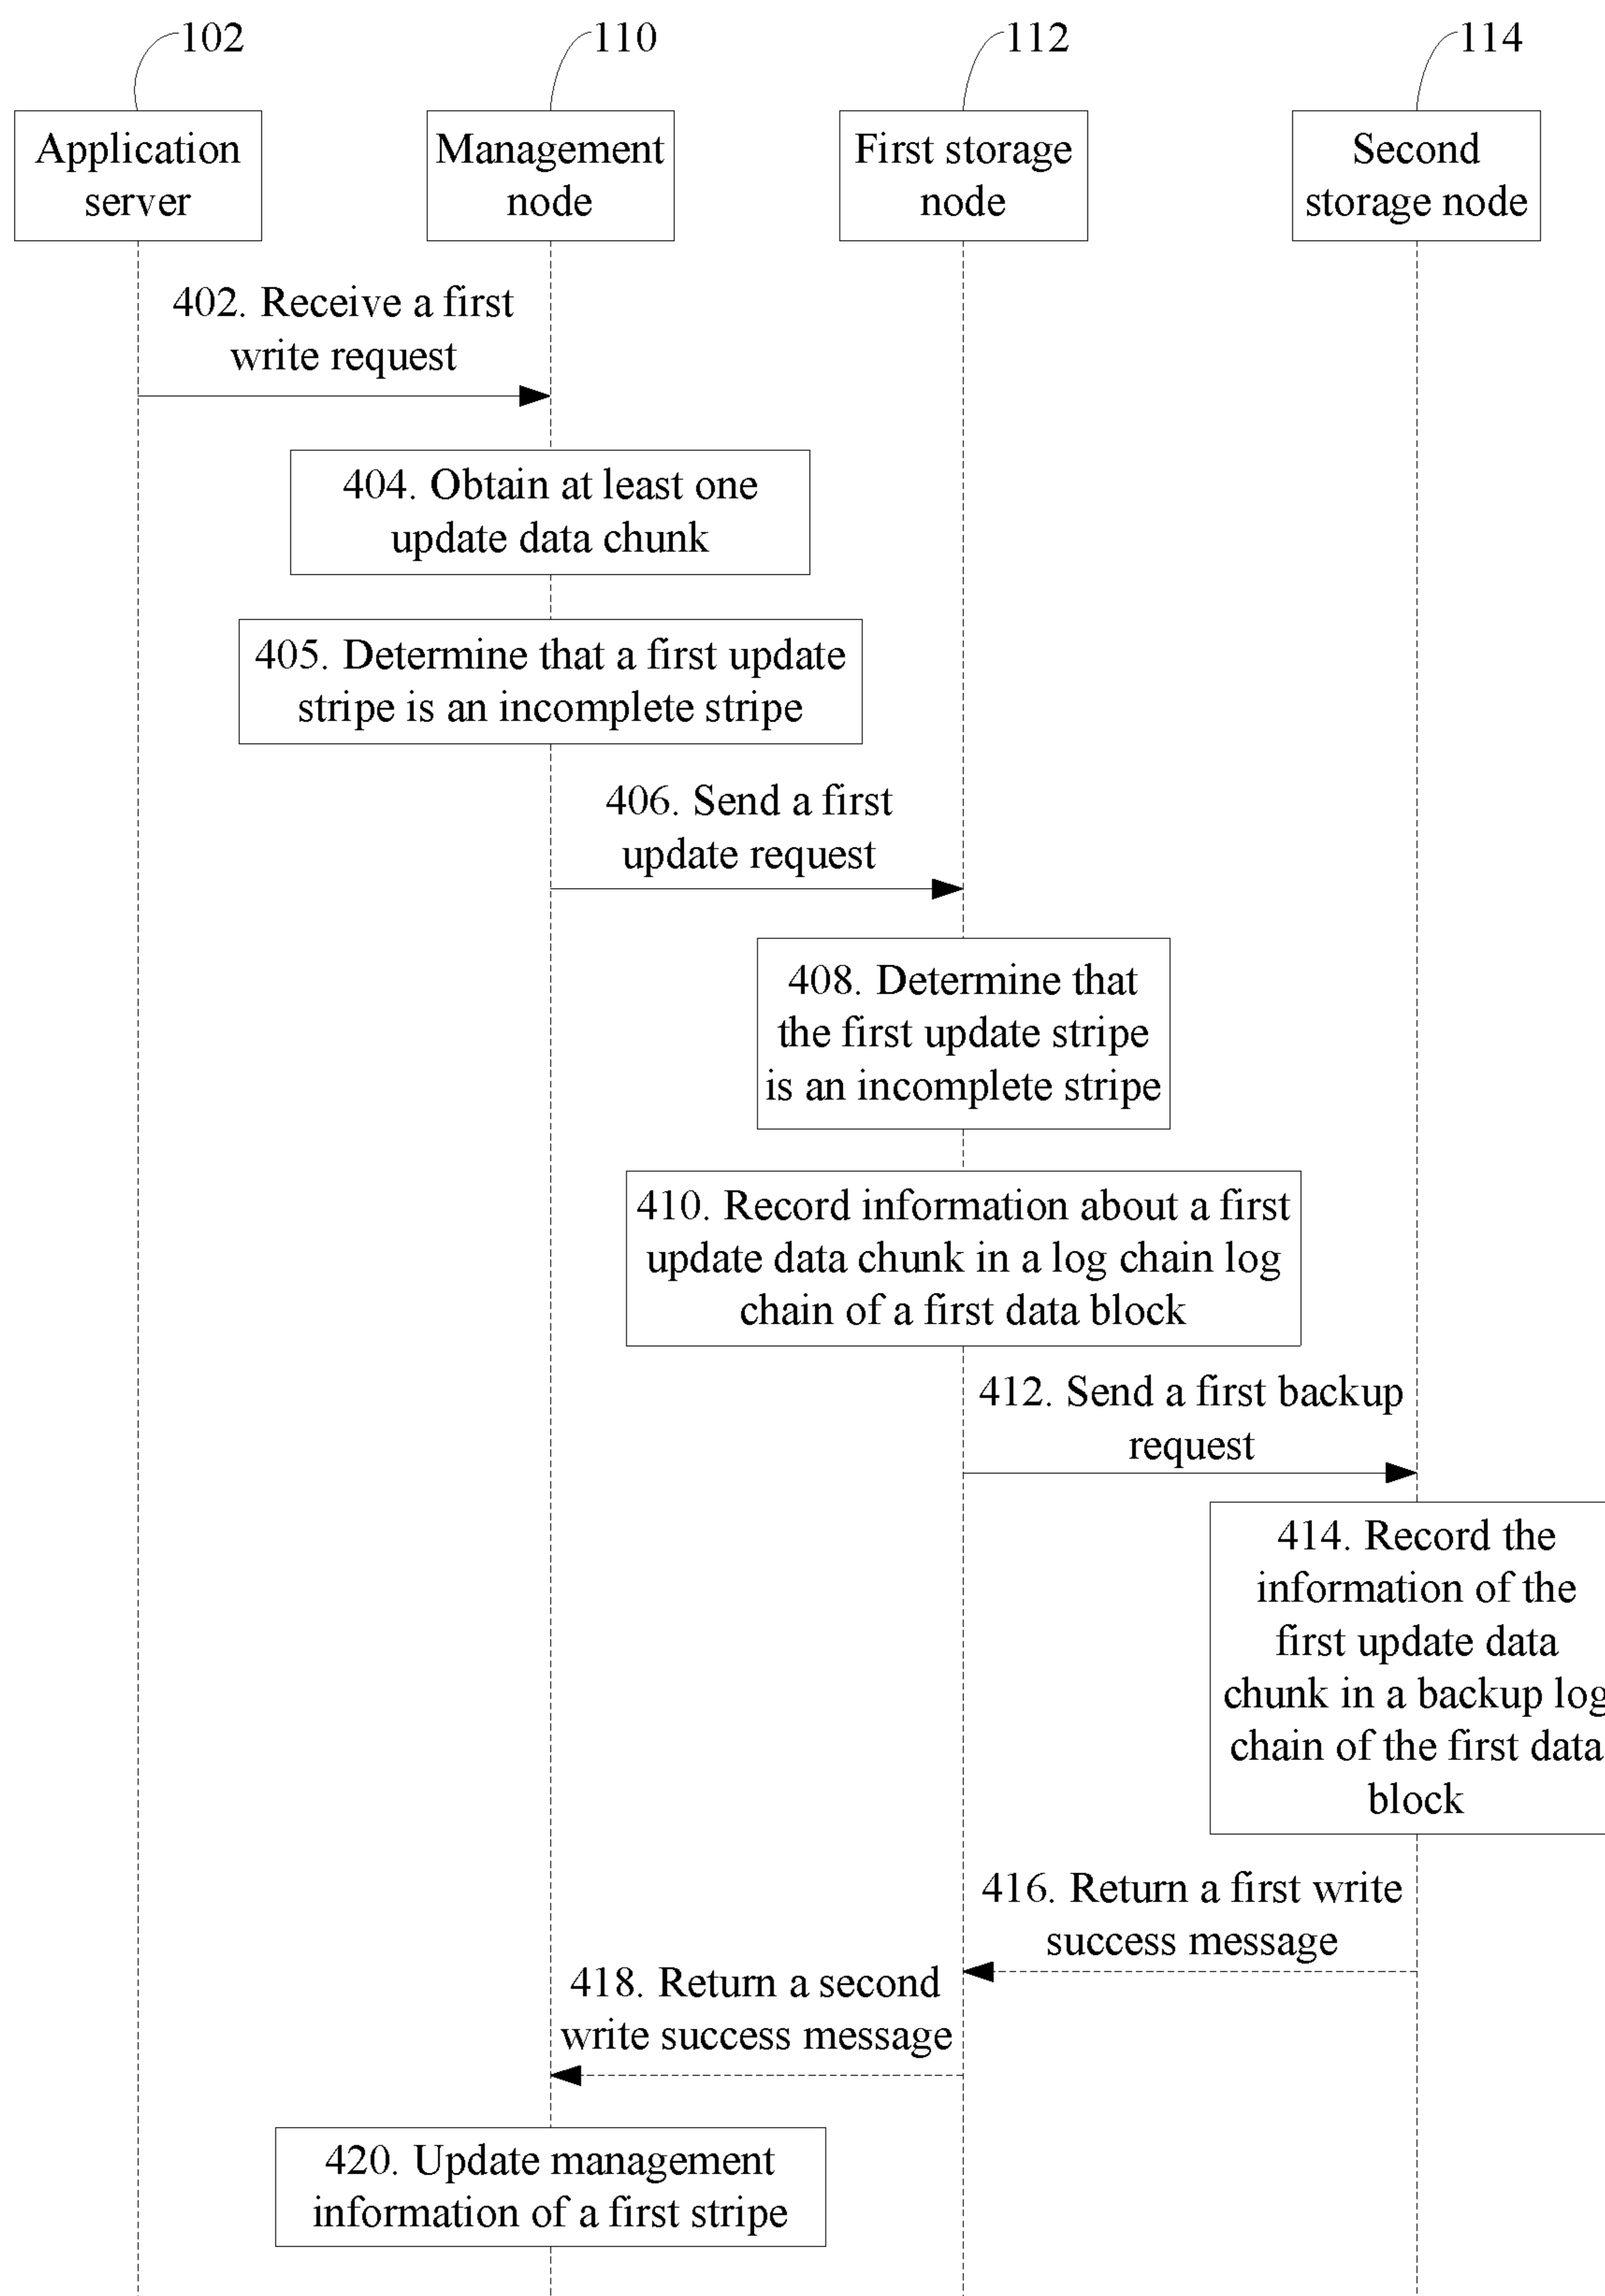 102
110
112
114
Application
server
Management
node
First storage
node
Second
storage node
402. Receive a first
write request
404. Obtain at least one
update data chunk
405. Determine that a first update
stripe is an incomplete stripe
406. Send a first
update request
408. Determine that
the first update stripe
is an incomplete stripe
410. Record information about a first
update data chunk in a log chain log
chain of a first data block
412. Send a first backup
request
414. Record the
information of the
first update data
chunk in a backup log
chain of the first data
block
416. Return a first write
success message
418. Return a second
write success message
420. Update management
information of a first stripe